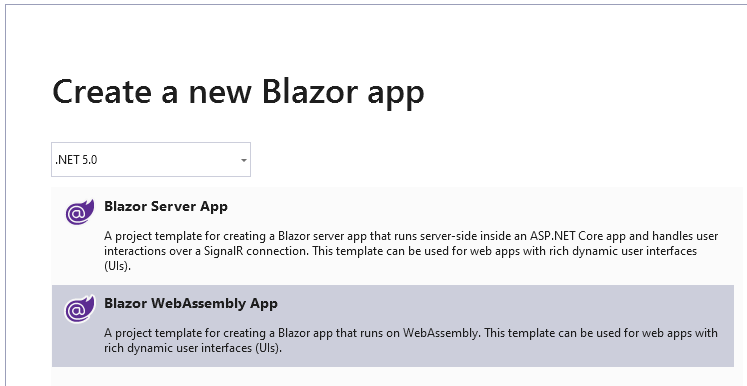 Create a new Blazor app
.NET 5.0
Blazor Server App
A project template for creating a Blazor server app that runs server-side inside an ASP.NET Core app and handles user
interactions over a SignalR connection. This template can be used for web apps with rich dynamic user interfaces
(UIs).
Blazor WebAssembly App
A project template for creating a Blazor app that runs on WebAssembly. This template can be used for web apps with
rich dynamic user interfaces (UIs).